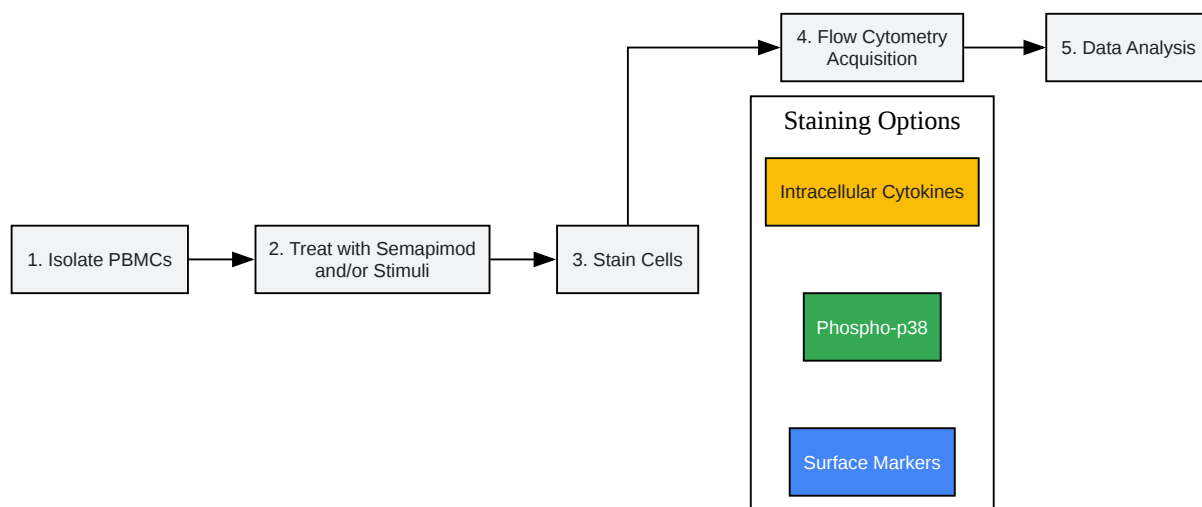 1. Isolate PBMCs
2. Treat with Semapimod
and/or Stimuli
3. Stain Cells
4. Flow Cytometry
Acquisition
5. Data Analysis
Staining Options
Intracellular Cytokines
Phospho-p38
Surface Markers